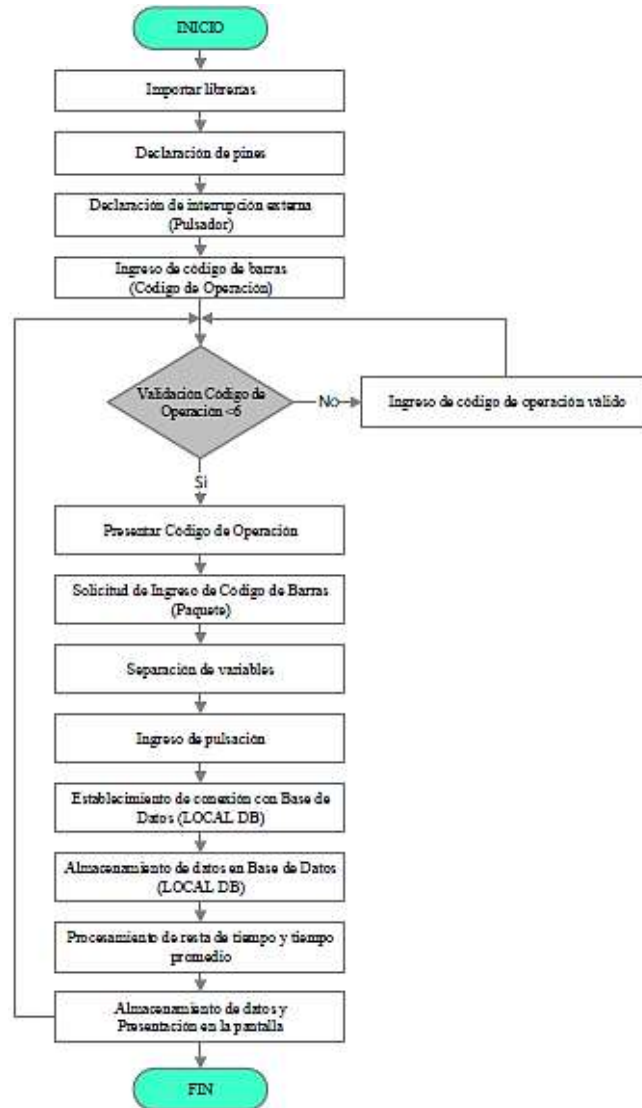 INICIO
Importar librerias
Declaración de pines
Declaración de interrupción externa
(Pulsador)
Ingreso de código de barras
(Código de Operación)
Validación Código de
Operación <6
No
Ingreso de código de operación válido
Si
Presentar Código de Operación
Solicitud de Ingreso de Código de Barras
(Paquete)
Separación de variables
Ingreso de pulsación
Establecimiento de conexión con Base de
Datos (LOCAL DB)
Almacenamiento de datos en Base de Datos
(LOCAL DB)
Procesamiento de resta de tiempo y tiempo
promedio
Almacenamiento de datos y
Presentación en la pantalla
FIN